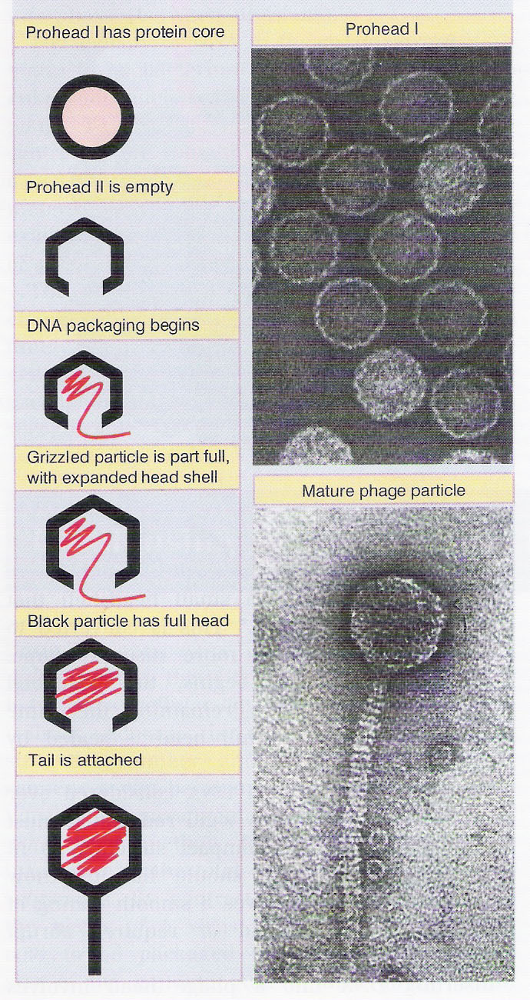 Prohead I has protein core
Prohead I
Prohead II is empty
DNA packaging begins
Grizzled particle is part full,
with expanded head shell
Mature phage particle
Black particle has full head
Tail is attached